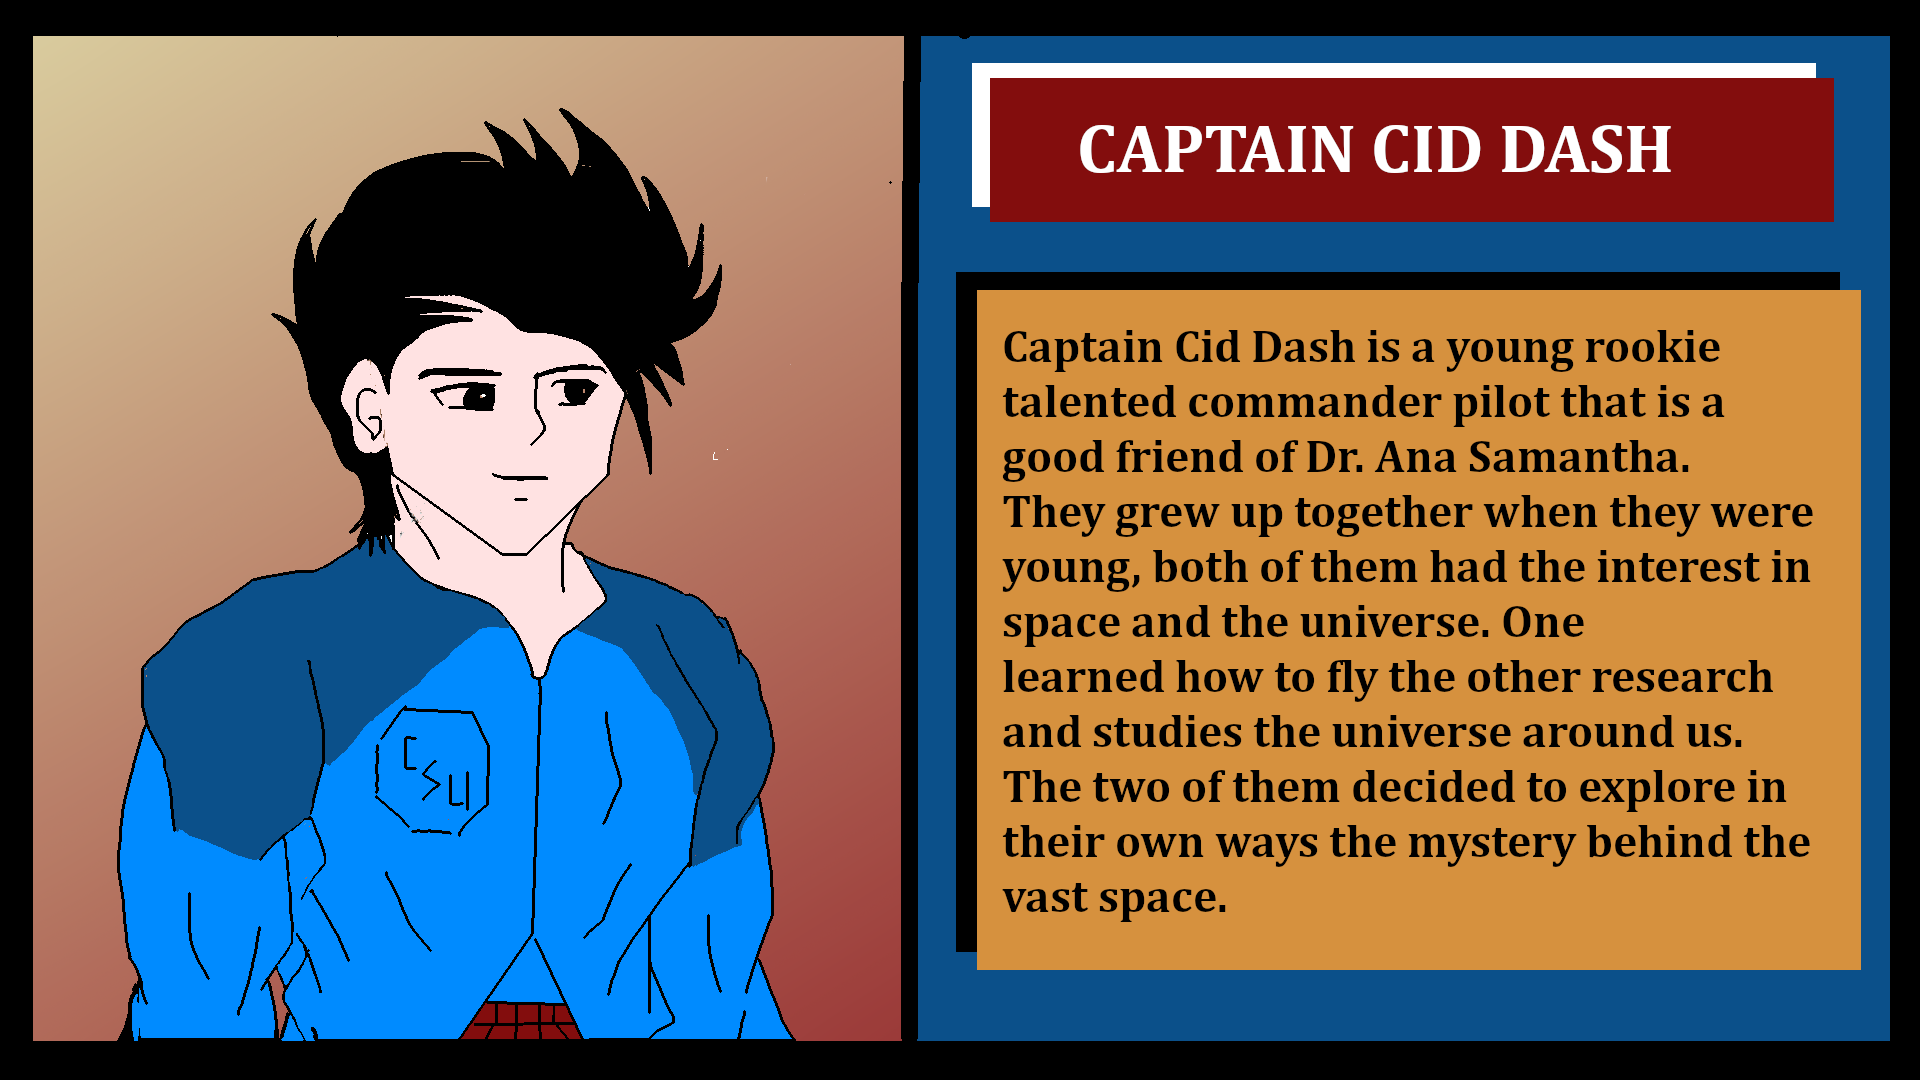 CAPTAIN CID DASH
CSU
Captain Cid Dash is a young rookie
talented commander pilot that is a
good friend of Dr. Ana Samantha.
They grew up together when they were
young, both of them had the interest in
space and the universe. One
learned how to fly the other research
and studies the universe around us.
The two of them decided to explore in
their own ways the mystery behind the
vast space.